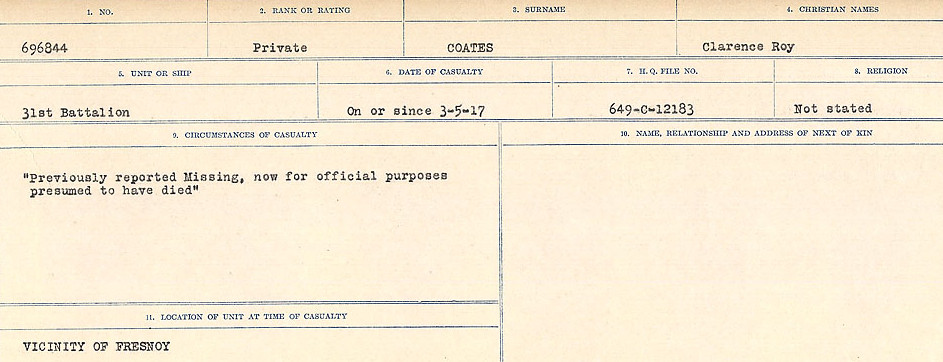 1. NO. 2. RANK OR RATING 3. SURNAME 4. CHRISTIAN NAMES
696844 Private COATES Clarence Roy
5. UNIT OR SHIP 6. DATE OF CASUALTY 7. H. Q. FILE NO. 8. RELIGION
31st Battalion On or since 3-5-17 649-C-12183 Not stated
9. CIRCUMSTANCES OF CASUALTY 10. NAME, RELATIONSHIP AND ADDRESS OF NEXT OF KIN
"Previously reported Missing, now for official purposes
presumed to have died"
11. LOCATION OF UNIT AT TIME OF CASUALTY
VICINITY OF FRESNOY